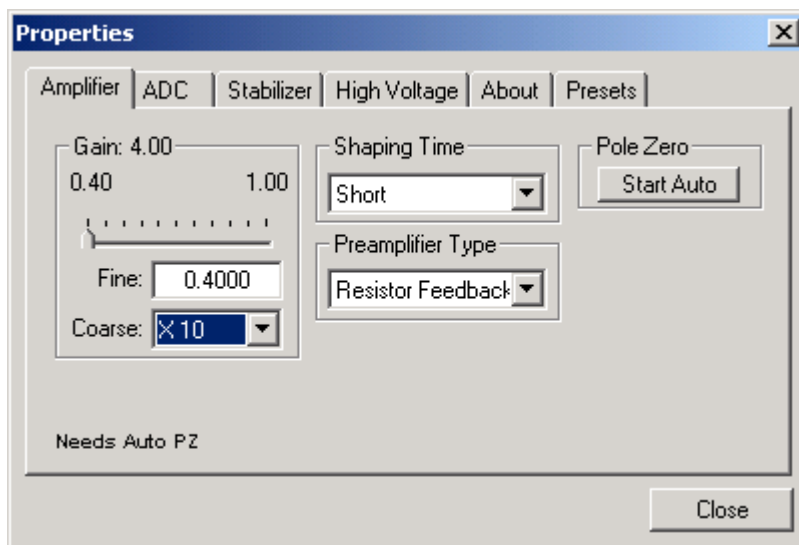 Properties
Amplifier ADC Stabilizer High Voltage About Presets
Gain: 4.00
0.40 1.00
Fine: 0.4000
Coarse: X 10
Shaping Time
Short
Preamplifier Type
Resistor Feedback
Pole Zero
Start Auto
Needs Auto PZ
Close